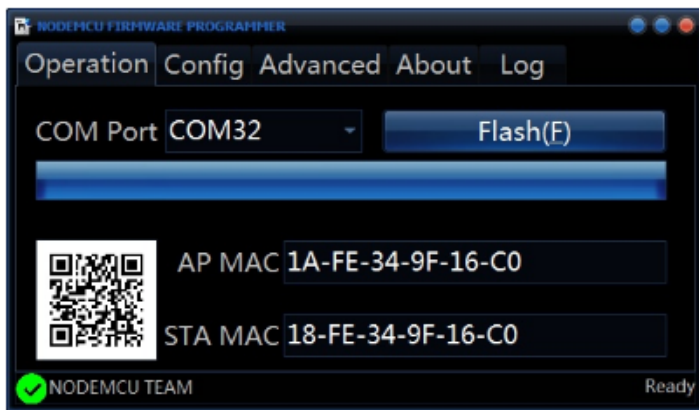 NODEMCU FIRMWARE PROGRAMMER
Operation Config Advanced About Log
COM Port COM32 Flash(F)
AP MAC 1A-FE-34-9F-16-C0
STA MAC 18-FE-34-9F-16-C0
NODEMCU TEAM Ready